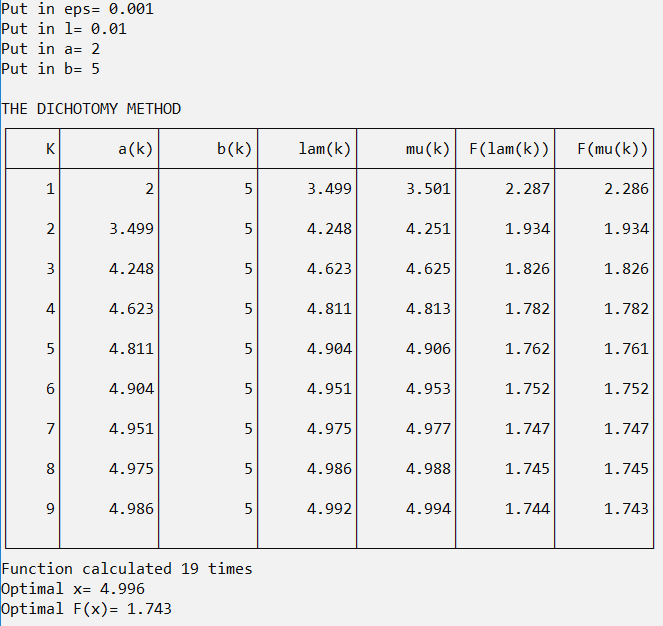 Put in eps= 0.001
Put in l= 0.01
Put in a= 2
Put in b= 5
THE DICHOTOMY METHOD
K a(k) b(k) lam(k) mu(k) F(lam(k)) F(mu(k))
1 2 5 3.499 3.501 2.287 2.286
2 3.499 5 4.248 4.251 1.934 1.934
3 4.248 5 4.623 4.625 1.826 1.826
4 4.623 5 4.811 4.813 1.782 1.782
5 4.811 5 4.904 4.906 1.762 1.761
6 4.904 5 4.951 4.953 1.752 1.752
7 4.951 5 4.975 4.977 1.747 1.747
8 4.975 5 4.986 4.988 1.745 1.745
9 4.986 5 4.992 4.994 1.744 1.743
Function calculated 19 times
Optimal x= 4.996
Optimal F(x)= 1.743